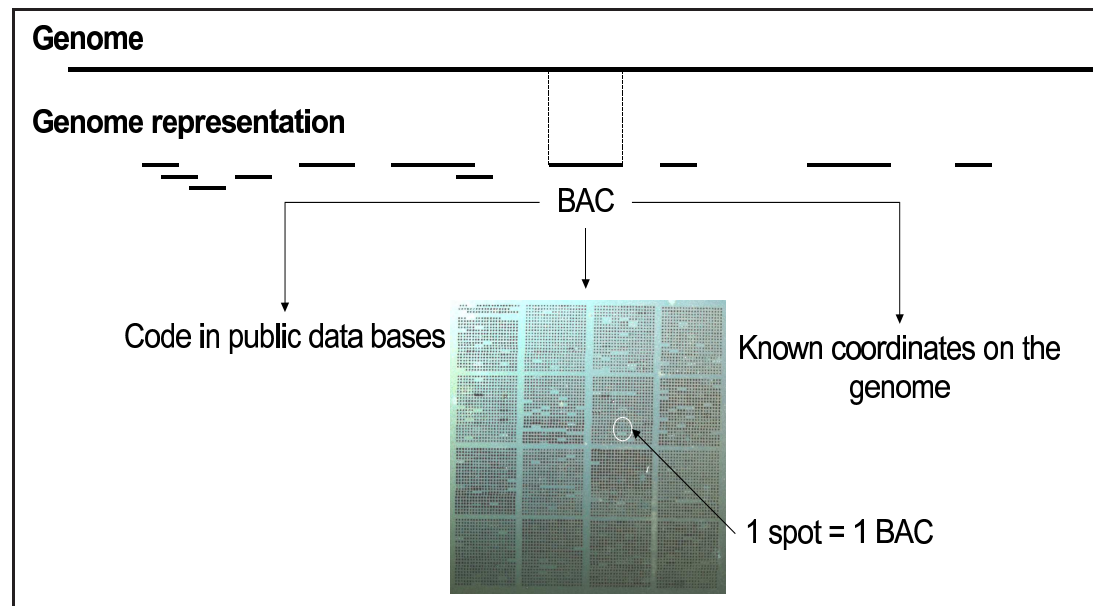 Genome
Genome representation
BAC
Code in public data bases
Known coordinates on the
genome
1 spot = 1 BAC